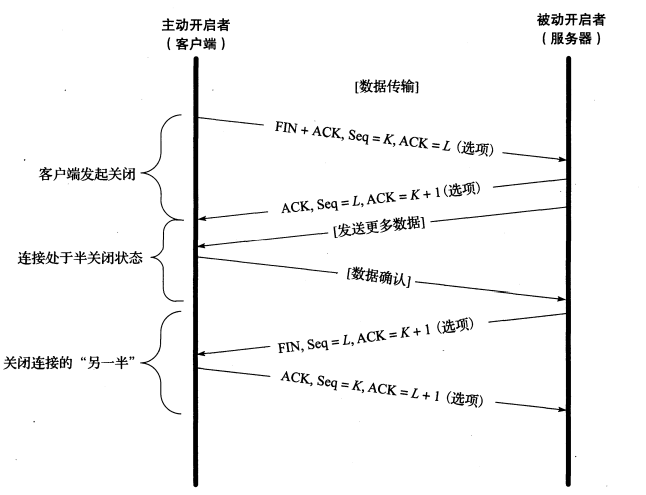 主动开启者
（客户端）
被动开启者
（服务器）
[数据传输]
FIN + ACK, Seq = K, ACK = L (选项)
客户端发起关闭
ACK, Seq = L, ACK = K + 1 (选项)
[发送更多数据]
连接处于半关闭状态
[数据确认]
FIN, Seq = L, ACK = K + 1 (选项)
关闭连接的“另一半”
ACK, Seq = K, ACK = L + 1 (选项)